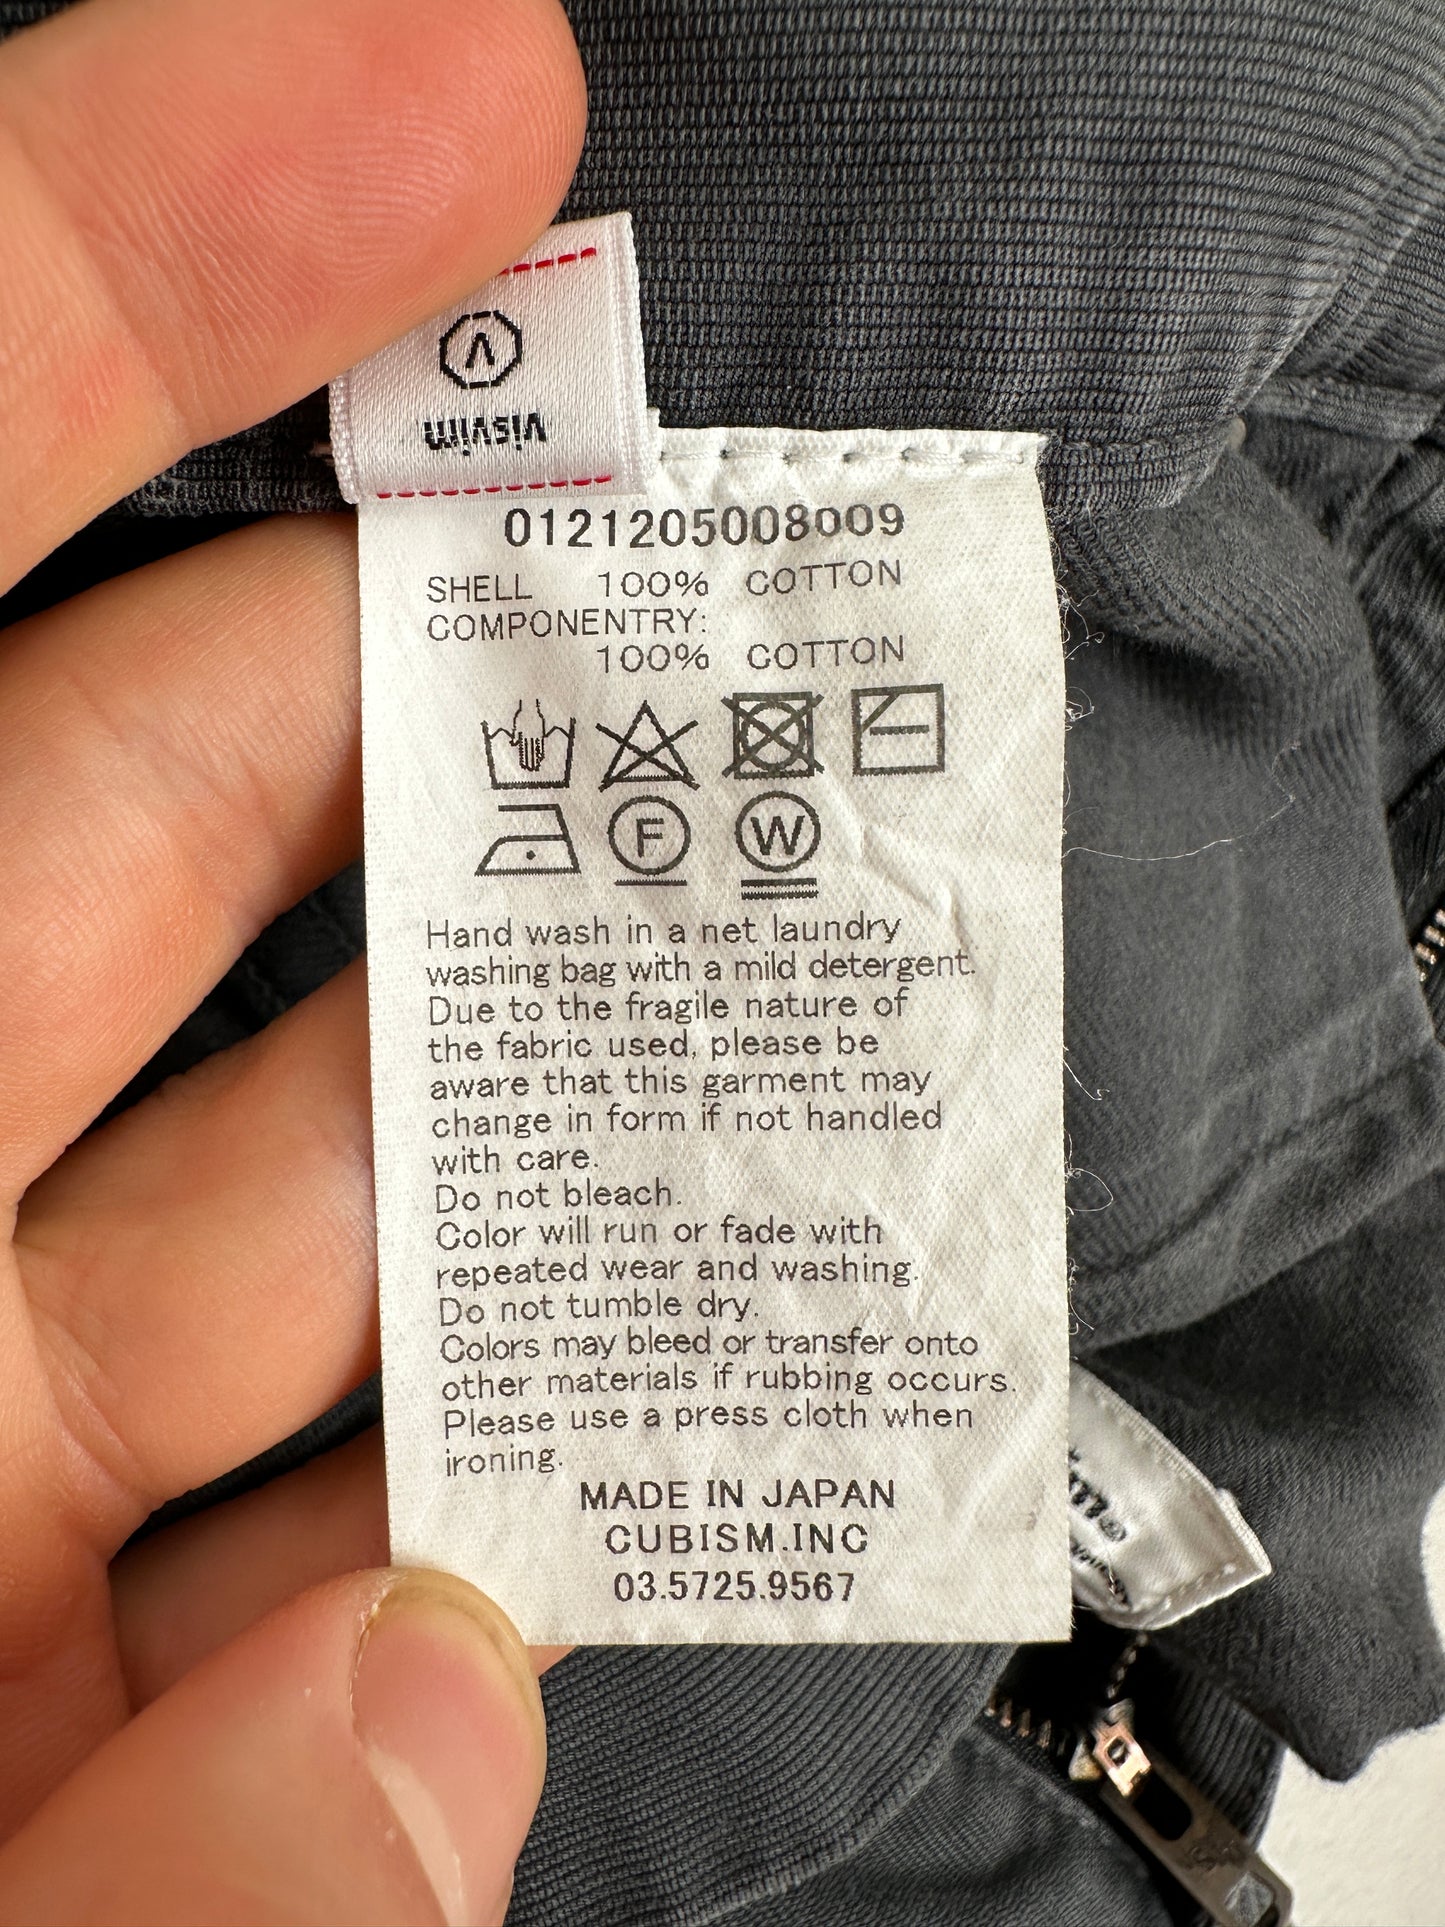 visvim
0121205008009
SHELL 100% COTTON
COMPONENTRY:
100% COTTON
F W
Hand wash in a net laundry
washing bag with a mild detergent.
Due to the fragile nature of
the fabric used, please be
aware that this garment may
change in form if not handled
with care.
Do not bleach.
Color will run or fade with
repeated wear and washing.
Do not tumble dry.
Colors may bleed or transfer onto
other materials if rubbing occurs.
Please use a press cloth when
ironing.
MADE IN JAPAN
CUBISM.INC
03.5725.9567